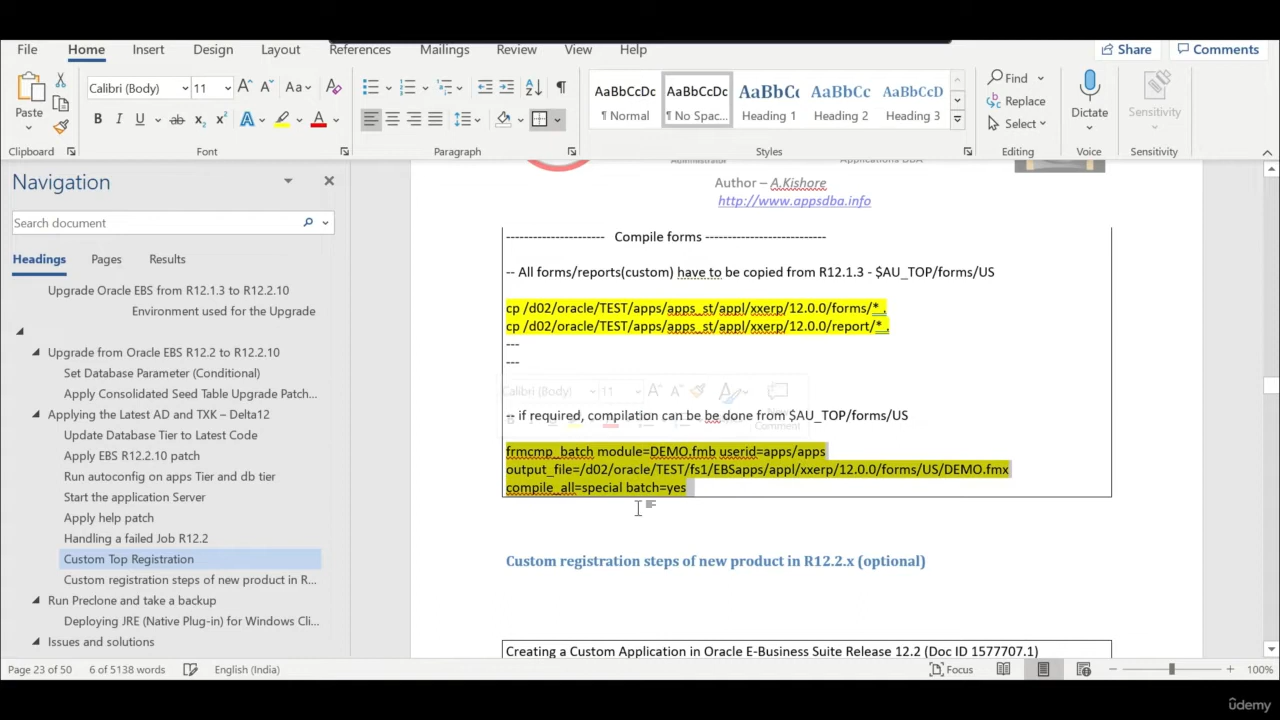 File Home Insert Design Layout References Mailings Review View Help Share Comments
Paste
Clipboard
Calibri (Body) 11
Font
Paragraph
AaBbCcDc AaBbCcDc AaBbCc AaBbCc AaBbCcD
¶ Normal ¶ No Spac... Heading 1 Heading 2 Heading 3
Styles
Find
Replace
Select
Editing
Dictate
Voice
Sensitivity
Sensitivity
Navigation
Search document
Headings Pages Results
Upgrade Oracle EBS from R12.1.3 to R12.2.10
Environment used for the Upgrade
Upgrade from Oracle EBS R12.2 to R12.2.10
Set Database Parameter (Conditional)
Apply Consolidated Seed Table Upgrade Patch...
Applying the Latest AD and TXK – Delta12
Update Database Tier to Latest Code
Apply EBS R12.2.10 patch
Run autoconfig on apps Tier and db tier
Start the application Server
Apply help patch
Handling a failed Job R12.2
Custom Top Registration
Custom registration steps of new product in R...
Run Preclone and take a backup
Deploying JRE (Native Plug-in) for Windows Cli...
Issues and solutions
Administrator Applications DBA
Author – A.Kishore
http://www.appsdba.info
---------------------- Compile forms ---------------------------
-- All forms/reports(custom) have to be copied from R12.1.3 - $AU_TOP/forms/US
cp /d02/oracle/TEST/apps/apps_st/appl/xxerp/12.0.0/forms/* .
cp /d02/oracle/TEST/apps/apps_st/appl/xxerp/12.0.0/report/* .
---
---
Calibri (Body) 11
-- if required, compilation can be be done from $AU_TOP/forms/US
Comment
frmcmp_batch module=DEMO.fmb userid=apps/apps
output_file=/d02/oracle/TEST/fs1/EBSapps/appl/xxerp/12.0.0/forms/US/DEMO.fmx
compile_all=special batch=yes
Custom registration steps of new product in R12.2.x (optional)
Creating a Custom Application in Oracle E-Business Suite Release 12.2 (Doc ID 1577707.1)
Page 23 of 50 6 of 5138 words English (India) Focus 100%
ûdemy